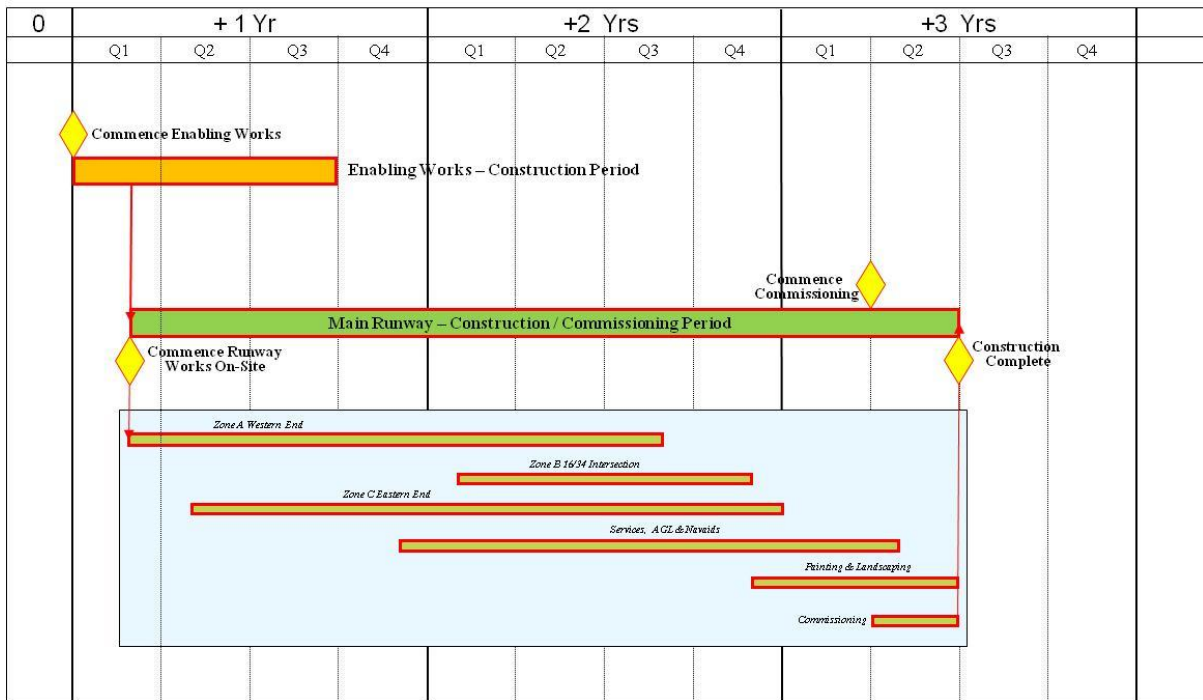 0 + 1 Yr +2 Yrs +3 Yrs
Q1 Q2 Q3 Q4 Q1 Q2 Q3 Q4 Q1 Q2 Q3 Q4
Commence Enabling Works
Enabling Works – Construction Period
Commence
Commissioning
Main Runway – Construction / Commissioning Period
Commence Runway
Works On-Site
Construction
Complete
Zone A Western End
Zone B 16/34 Intersection
Zone C Eastern End
Services, AGL & Navaids
Painting & Landscaping
Commissioning